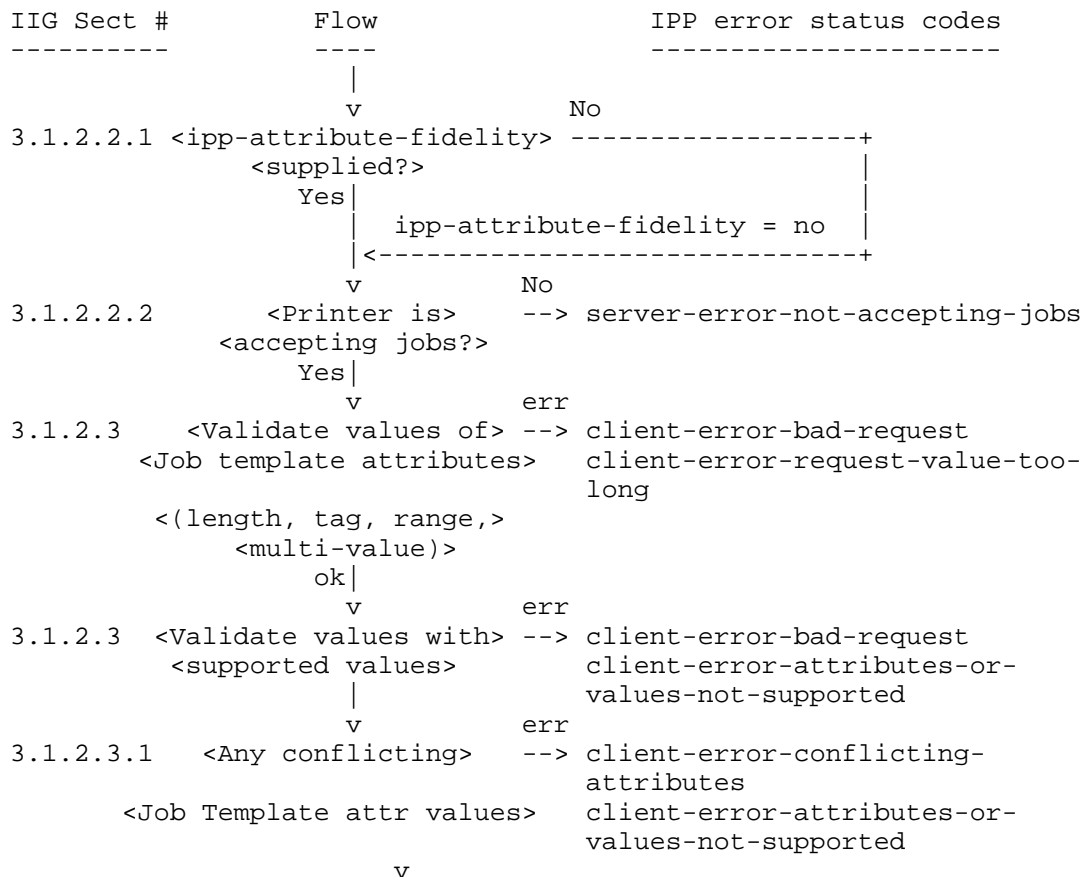 IIG Sect #         Flow                 IPP error status codes
----------         ----                 ----------------------
                     |
                     v             No
3.1.2.2.1 <ipp-attribute-fidelity> ------------------+
               <supplied?>                           |
                  Yes|                               |
                     |  ipp-attribute-fidelity = no  |
                     |<------------------------------+
                     v          No
3.1.2.2.2       <Printer is>    --> server-error-not-accepting-jobs
             <accepting jobs?>
                  Yes|
                     v          err
3.1.2.3    <Validate values of> --> client-error-bad-request
        <Job template attributes>   client-error-request-value-too-
                                    long
         <(length, tag, range,>
              <multi-value)>
                   ok|
                     v          err
3.1.2.3  <Validate values with> --> client-error-bad-request
          <supported values>        client-error-attributes-or-
                    |               values-not-supported
                     v          err
3.1.2.3.1   <Any conflicting>   --> client-error-conflicting-
                                    attributes
       <Job Template attr values>   client-error-attributes-or-
                                    values-not-supported
                        v